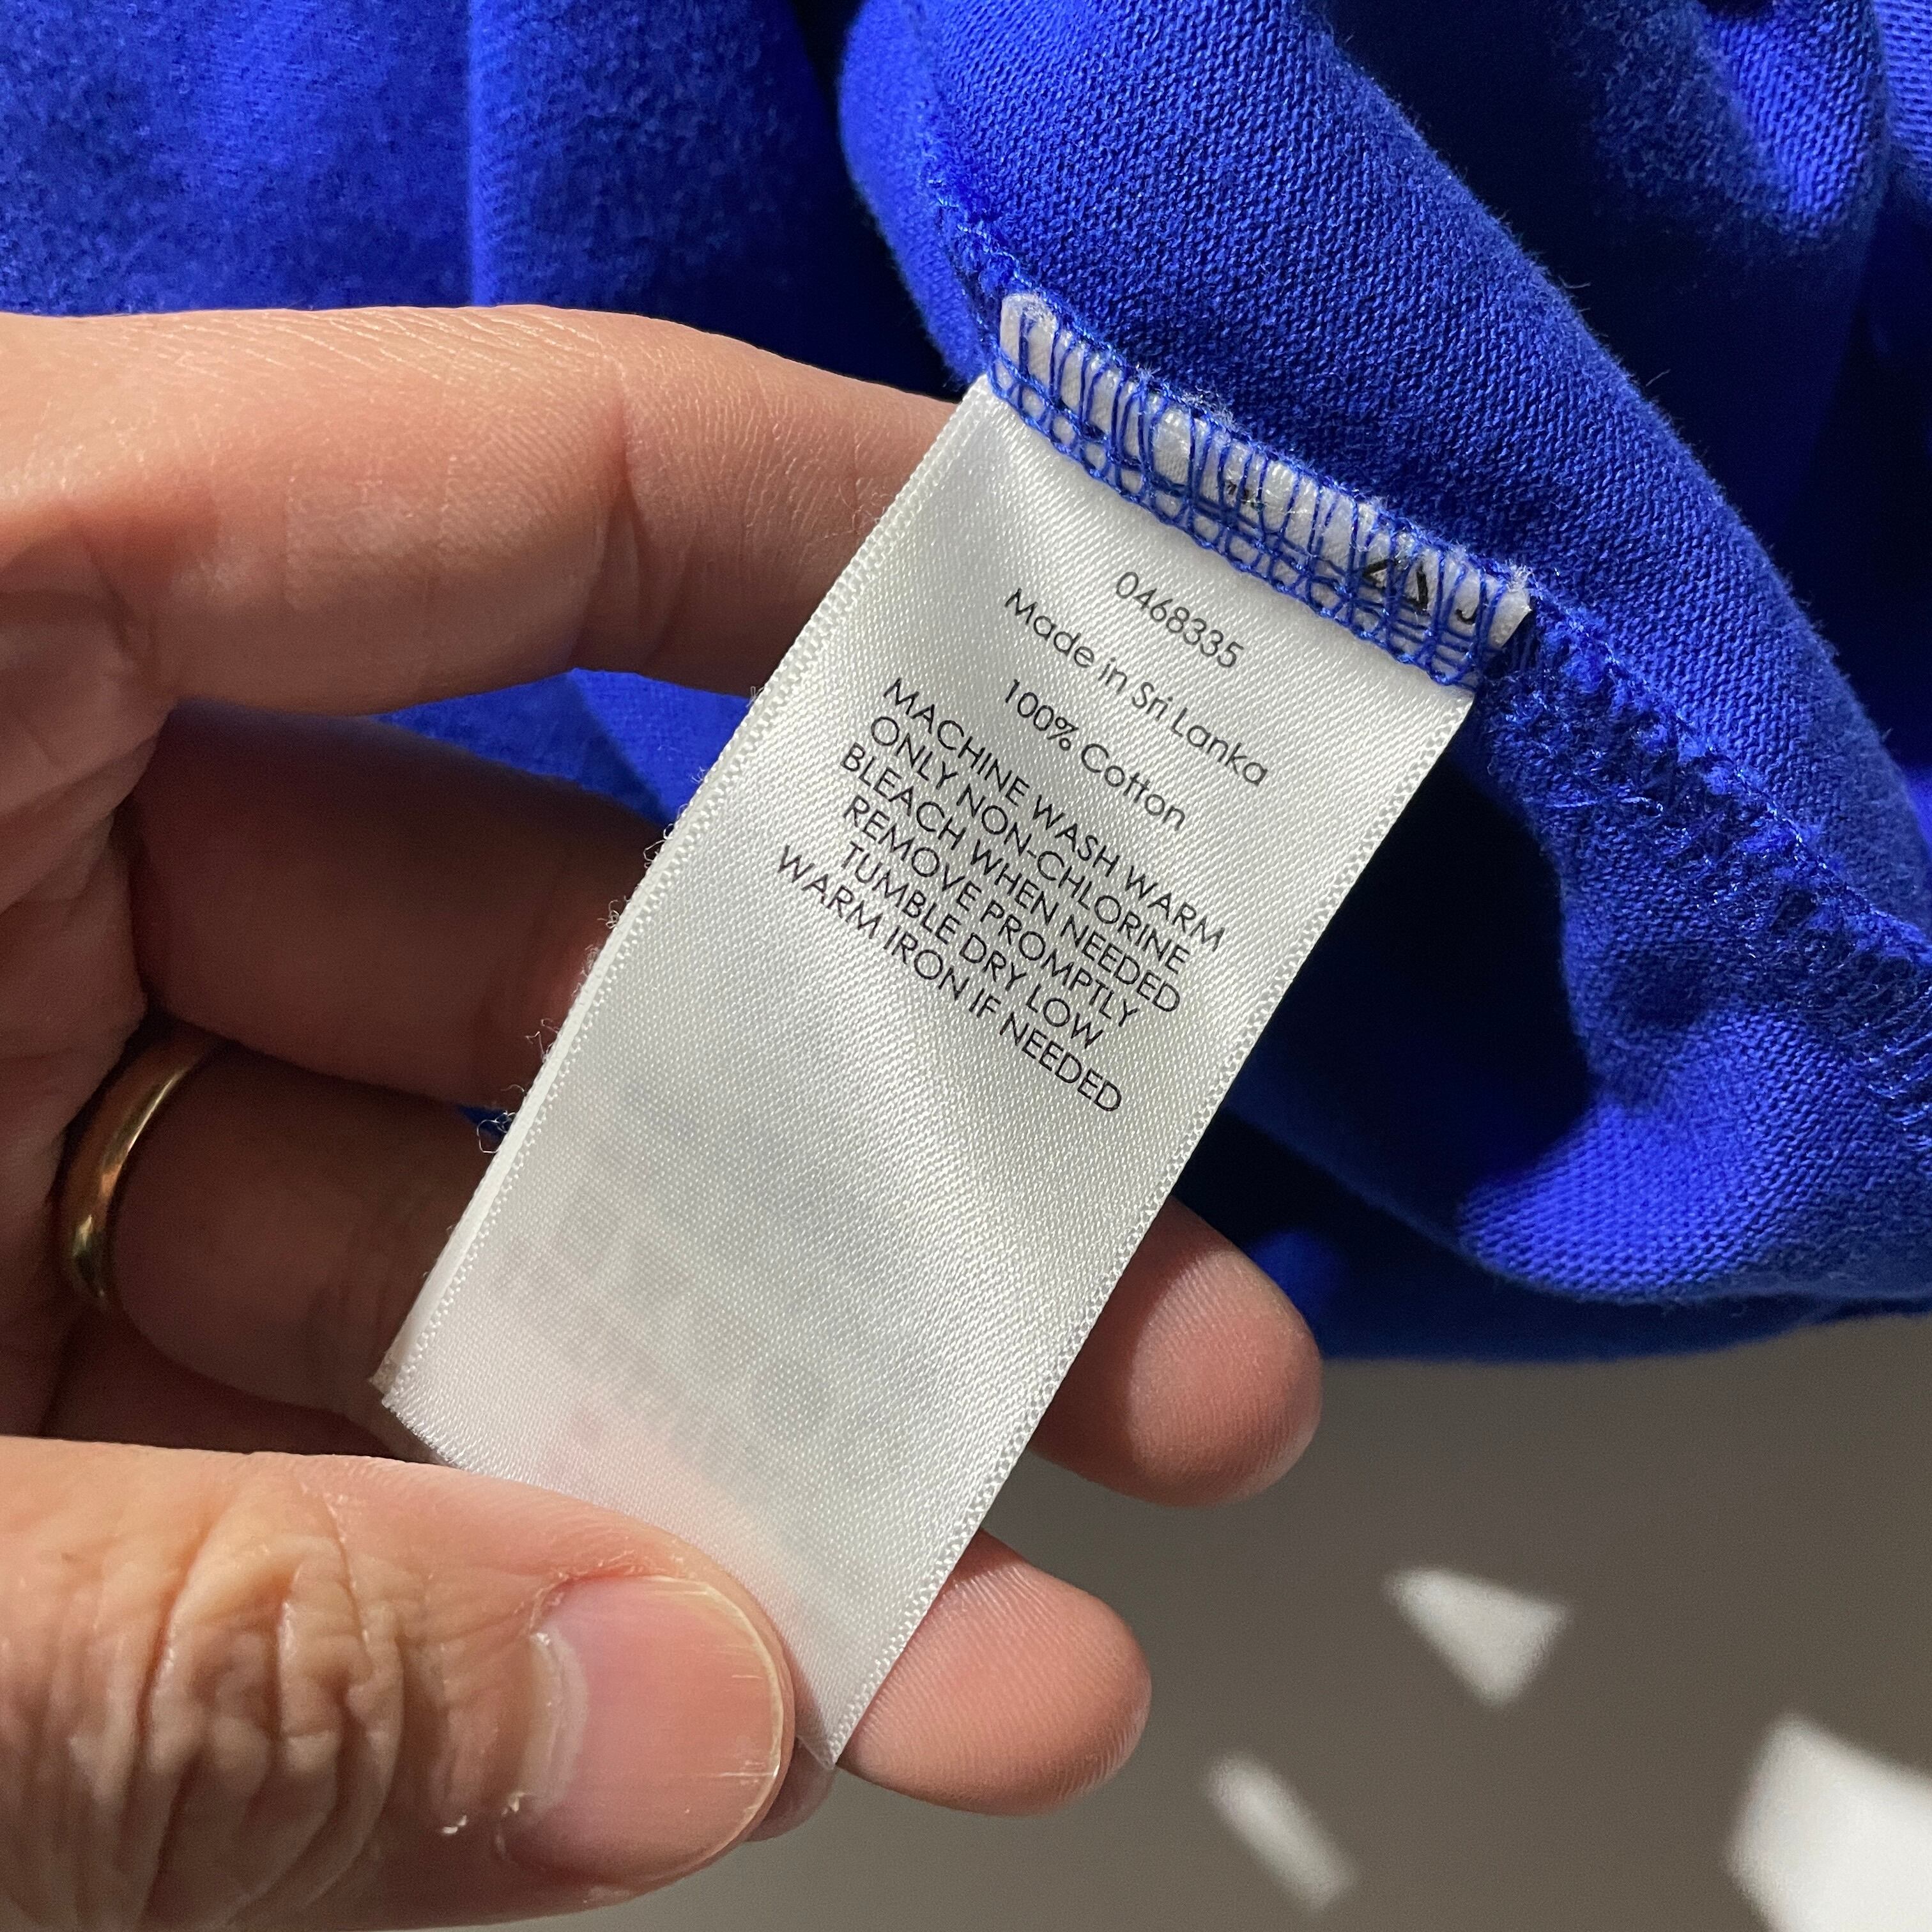 0468335
Made in Sri Lanka
100% Cotton
MACHINE WASH WARM
ONLY NON-CHLORINE
BLEACH WHEN NEEDED
REMOVE PROMPTLY
TUMBLE DRY LOW
WARM IRON IF NEEDED